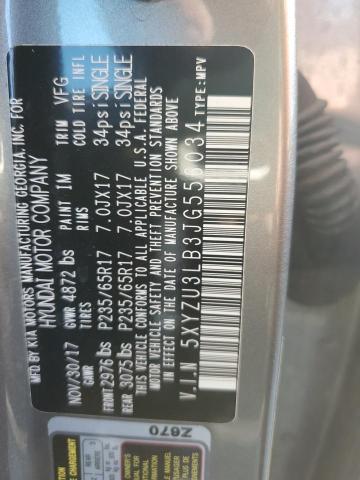 MFD BY KIA MOTORS MANUFACTURING GEORGIA, INC. FOR
HYUNDAI MOTOR COMPANY
NOV/30/17 PAINT IM TRIM VFG
GVWR 4872 lbs
GAWR TIRES RIMS COLD TIRE INFL
FRONT 2976 lbs P235/65R17 7.0JX17 34psi SINGLE
REAR 3075 lbs P235/65R17 7.0JX17 34psi SINGLE
THIS VEHICLE CONFORMS TO ALL APPLICABLE U.S.A. FEDERAL
MOTOR VEHICLE SAFETY AND THEFT PREVENTION STANDARDS
IN EFFECT ON THE DATE OF MANUFACTURE SHOWN ABOVE.
V.I.N 5XYZU3LB3JG556034 TYPE:MPV
Z670